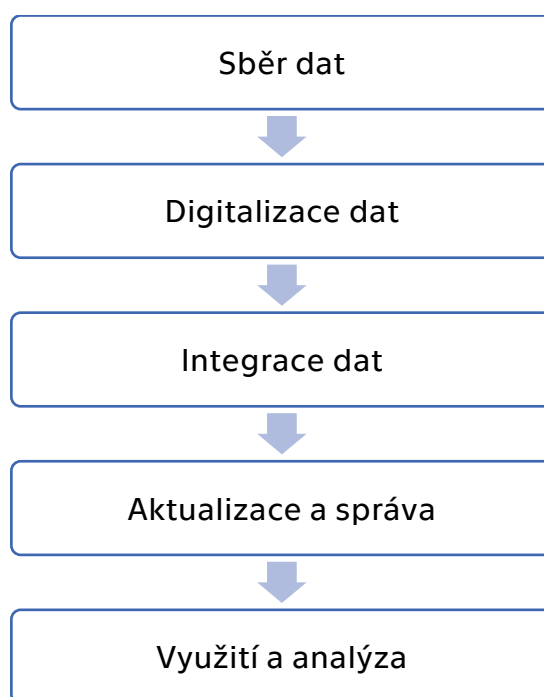 Sběr dat
Digitalizace dat
Integrace dat
Aktualizace a správa
Využití a analýza